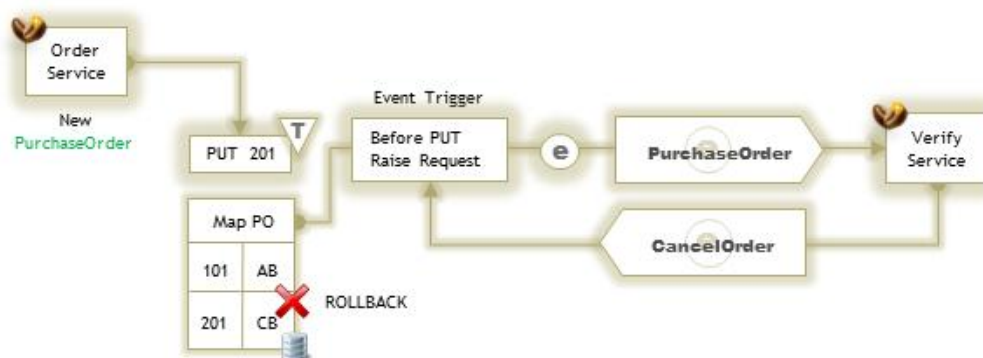 Order
Service
New
PurchaseOrder
PUT 201
T
Event Trigger
Before PUT
Raise Request
e
PurchaseOrder
Verify
Service
Map PO
101 AB
201 CB
ROLLBACK
CancelOrder